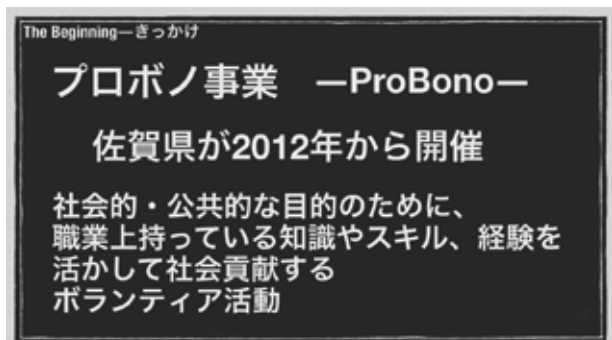 The Beginning—きっかけ
プロボノ事業　—ProBono—
佐賀県が2012年から開催
社会的・公共的な目的のために、
職業上持っている知識やスキル、経験を
活かして社会貢献する
ボランティア活動